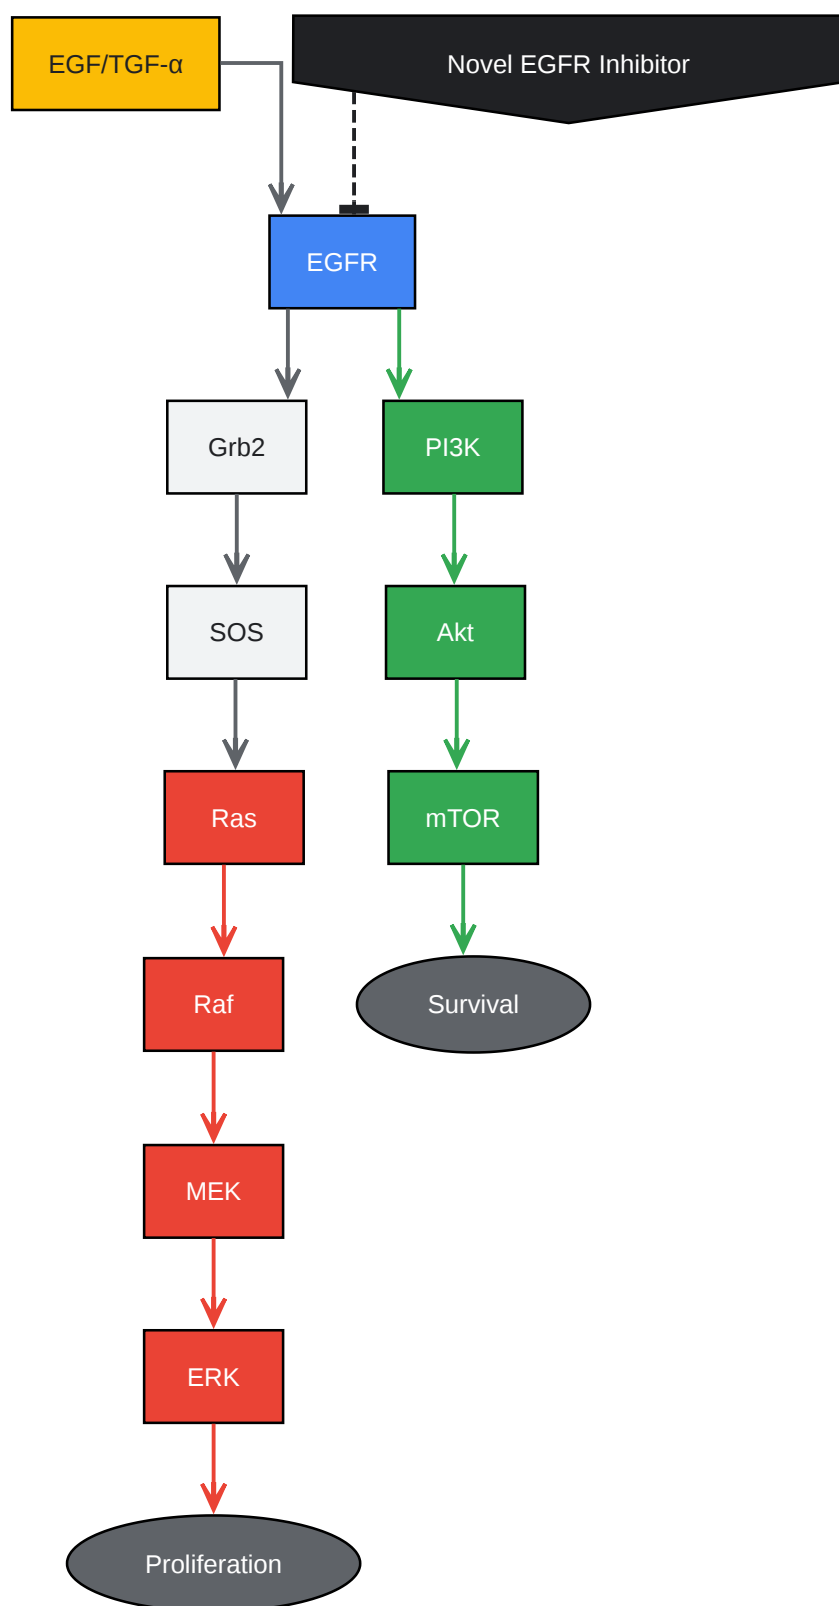 EGF/TGF-α
Novel EGFR Inhibitor
EGFR
Grb2
PI3K
SOS
Akt
Ras
mTOR
Raf
Survival
MEK
ERK
Proliferation